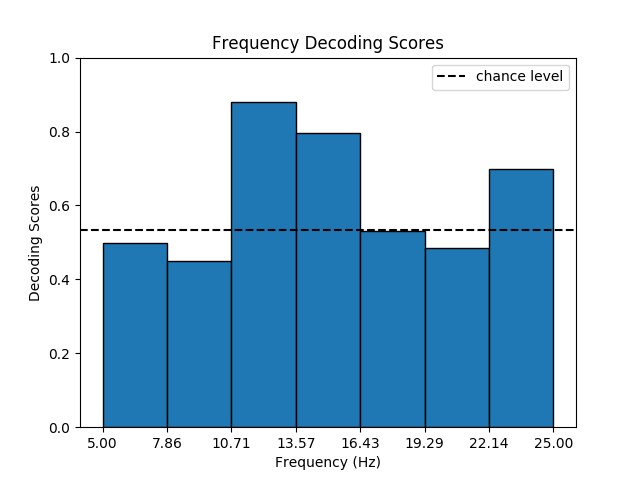 Frequency Decoding Scores
chance level
Decoding Scores
1.0
0.8
0.6
0.4
0.2
0.0
5.00 7.86 10.71 13.57 16.43 19.29 22.14 25.00
Frequency (Hz)